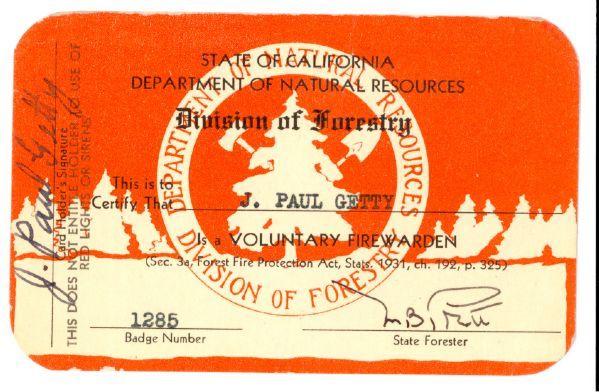 STATE OF CALIFORNIA
DEPARTMENT OF NATURAL RESOURCES
Division of Forestry
This is to
Certify That J. PAUL GETTY
Is a VOLUNTARY FIREWARDEN
(Sec. 3a, Forest Fire Protection Act, Stats. 1931, ch. 192, p. 325)
1285
Badge Number
State Forester
DEPARTMENT OF NATURAL RESOURCES
DIVISION OF FORESTRY
J. Paul Getty
Card Holder's Signature
THIS DOES NOT ENTITLE HOLDER TO USE OF
RED LIGHTS OR SIRENS